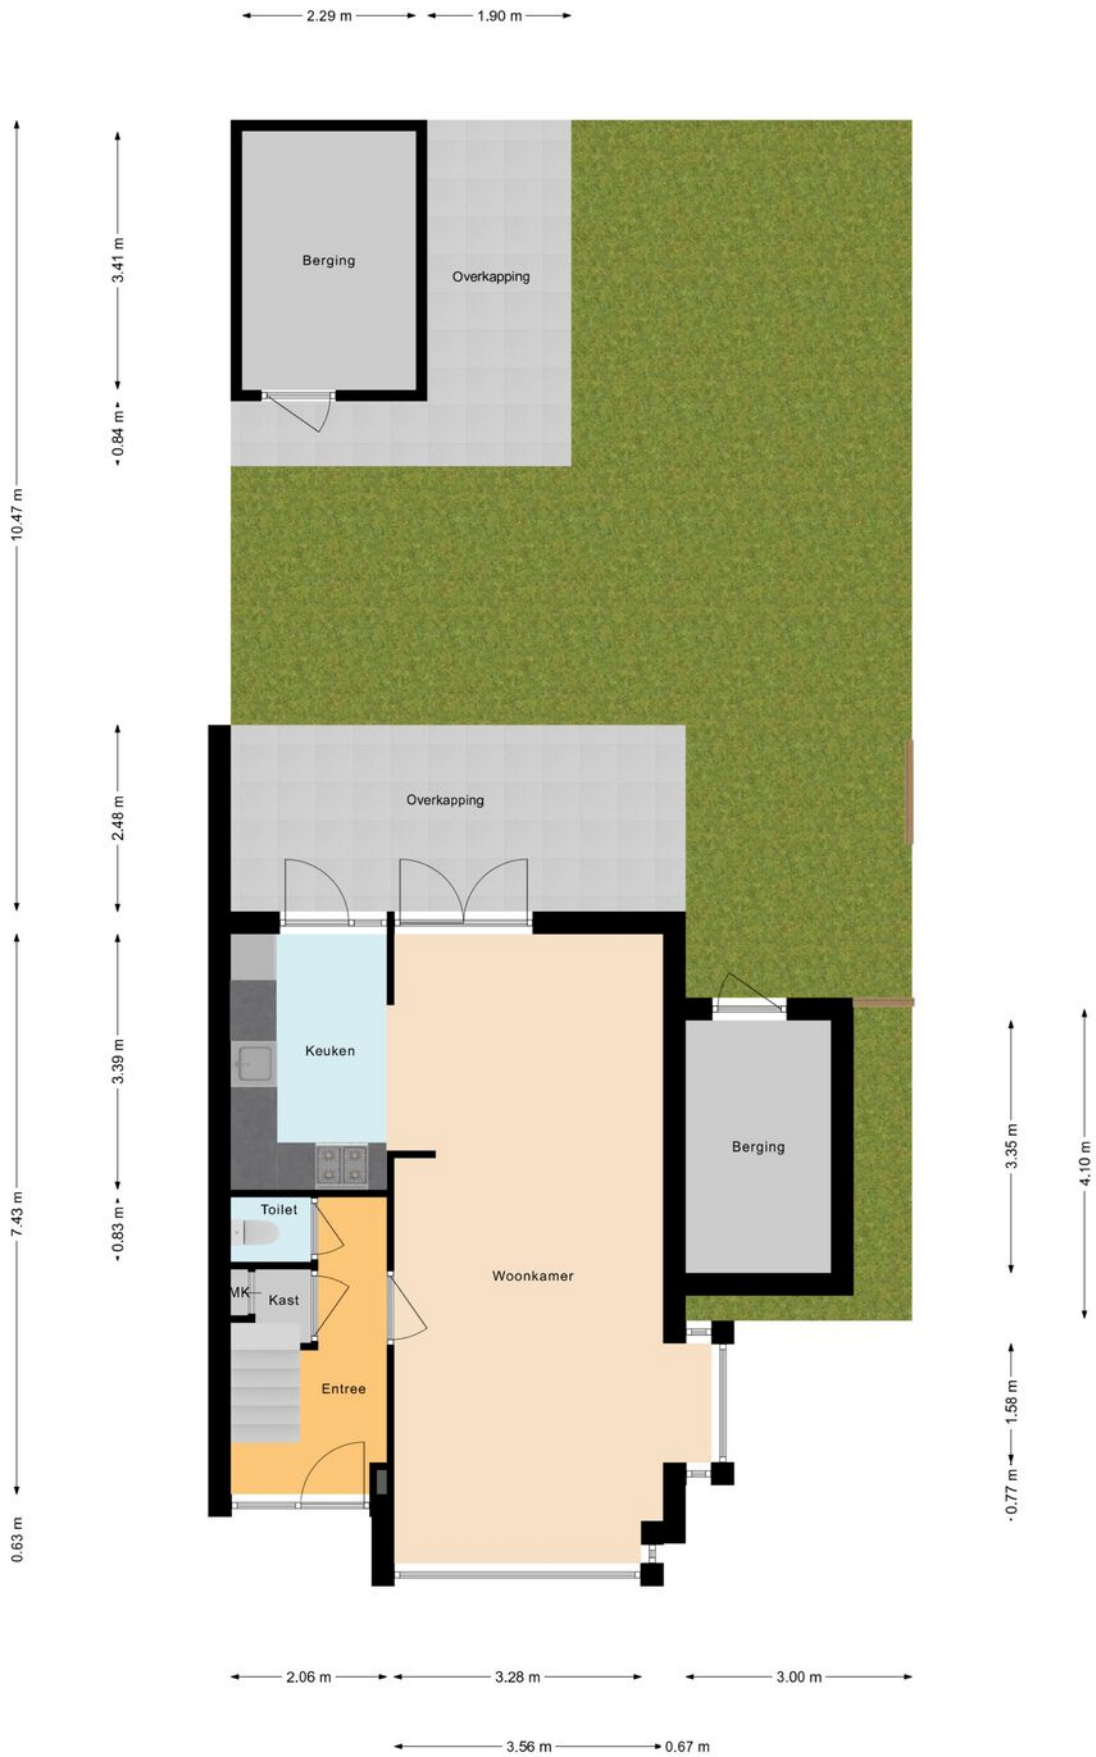 2.29 m
1.90 m
3.41 m
Berging
Overkapping
0.84 m
10.47 m
2.48 m
Overkapping
3.39 m
Keuken
3.35 m
4.10 m
Berging
7.43 m
0.83 m
Toilet
Woonkamer
MK
Kast
Entree
1.58 m
0.77 m
0.63 m
2.06 m
3.28 m
3.00 m
3.56 m
0.67 m